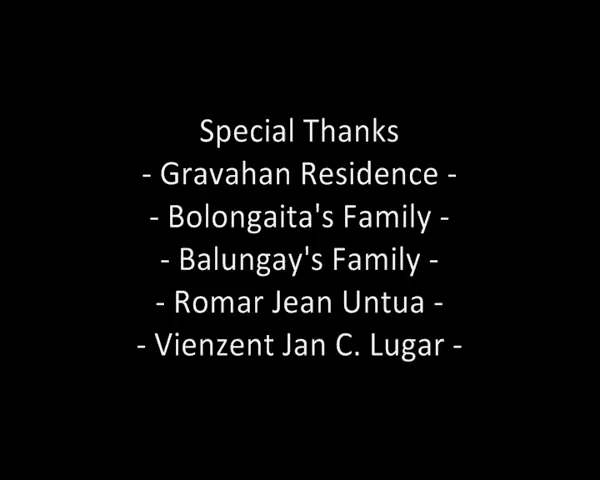 Special Thanks
- Gravahan Residence -
- Bolongaita's Family -
- Balungay's Family -
- Romar Jean Untua -
- Vienzent Jan C. Lugar -